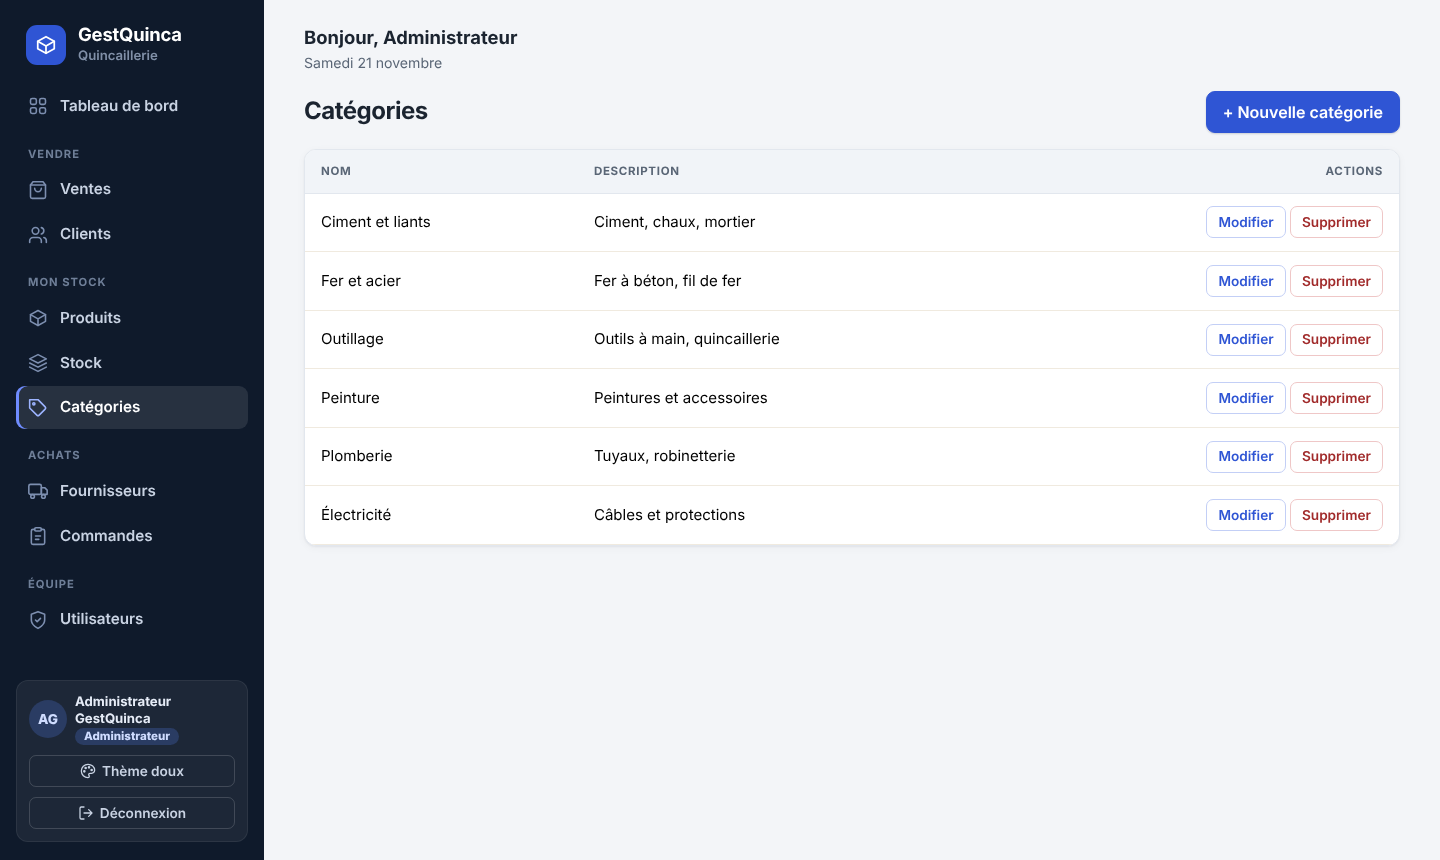 GestQuinca
Quincaillerie
Tableau de bord
VENDRE
Ventes
Clients
MON STOCK
Produits
Stock
Catégories
ACHATS
Fournisseurs
Commandes
ÉQUIPE
Utilisateurs
AG
Administrateur
GestQuinca
Administrateur
Thème doux
Déconnexion
Bonjour, Administrateur
Samedi 21 novembre
Catégories
+ Nouvelle catégorie
NOM DESCRIPTION ACTIONS
Ciment et liants Ciment, chaux, mortier Modifier Supprimer
Fer et acier Fer à béton, fil de fer Modifier Supprimer
Outillage Outils à main, quincaillerie Modifier Supprimer
Peinture Peintures et accessoires Modifier Supprimer
Plomberie Tuyaux, robinetterie Modifier Supprimer
Électricité Câbles et protections Modifier Supprimer